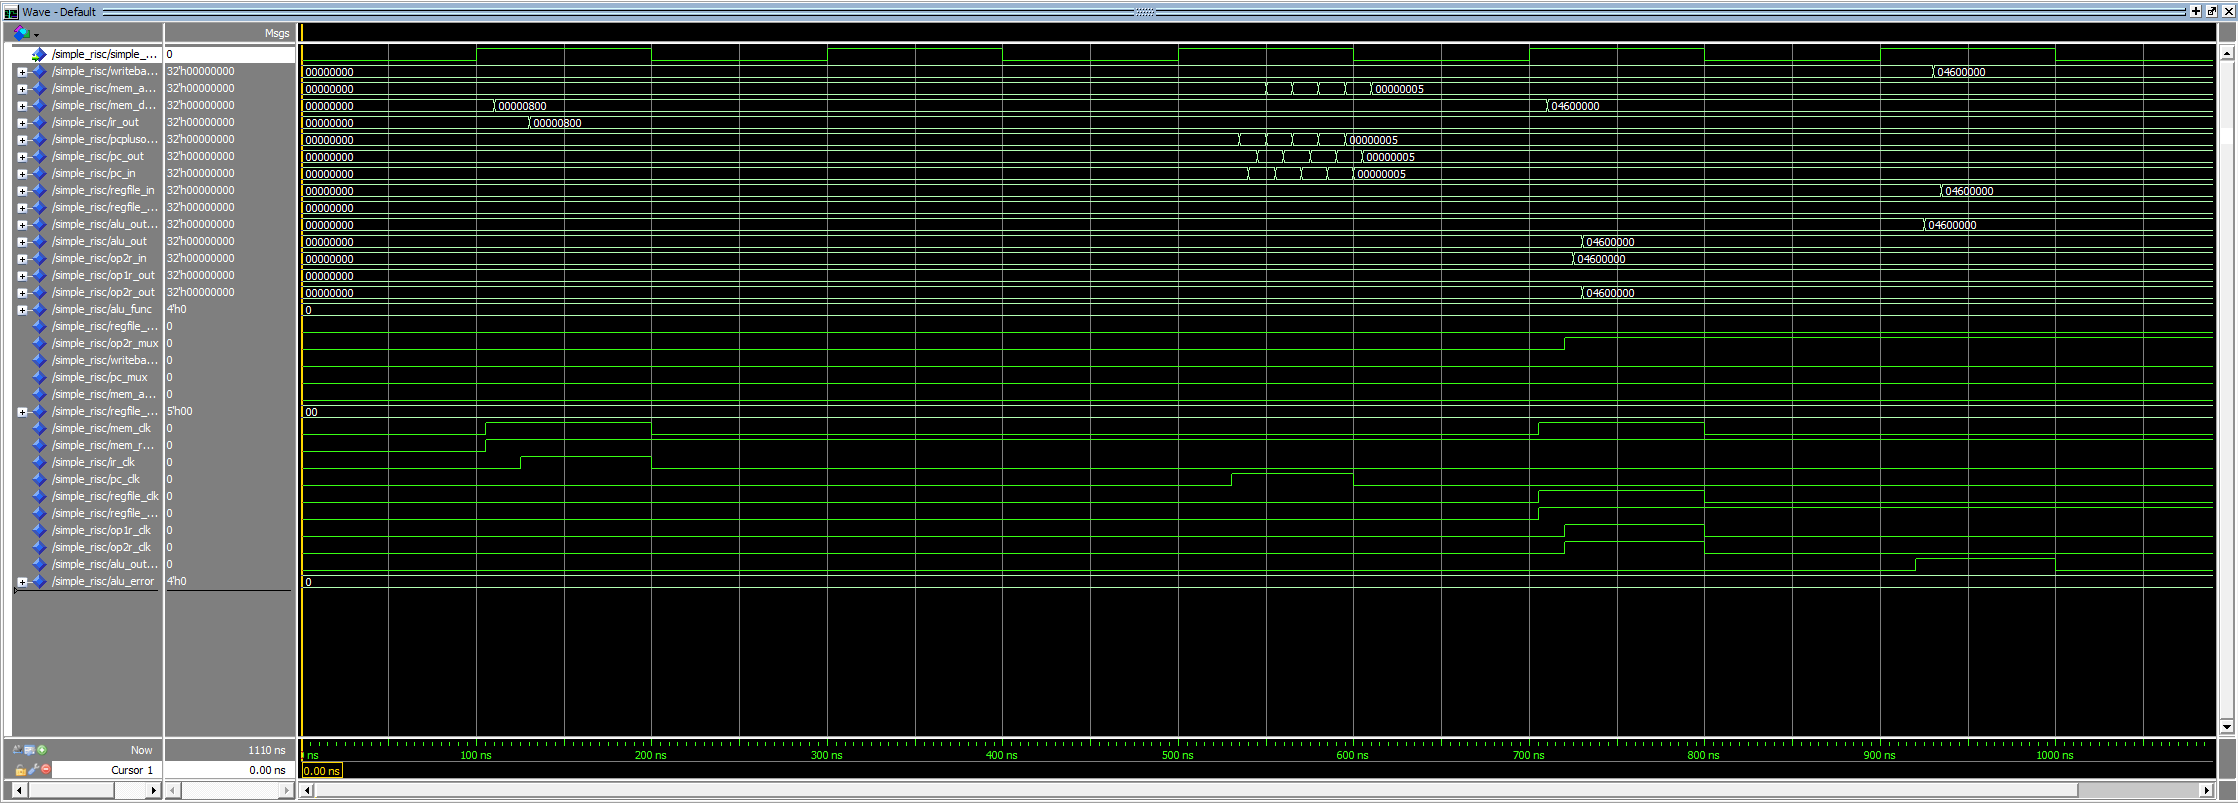 Wave - Default
Msgs
/simple_risc/simple_... 0
/simple_risc/writeba... 32'h00000000 00000000 04600000
/simple_risc/mem_a... 32'h00000000 00000000 00000005
/simple_risc/mem_d... 32'h00000000 00000000 00000800 04600000
/simple_risc/ir_out 32'h00000000 00000000 00000800
/simple_risc/pcpluso... 32'h00000000 00000000 00000005
/simple_risc/pc_out 32'h00000000 00000000 00000005
/simple_risc/pc_in 32'h00000000 00000000 00000005
/simple_risc/regfile_in 32'h00000000 00000000 04600000
/simple_risc/regfile_... 32'h00000000 00000000
/simple_risc/alu_out... 32'h00000000 00000000 04600000
/simple_risc/alu_out 32'h00000000 00000000 04600000
/simple_risc/op2r_in 32'h00000000 00000000 04600000
/simple_risc/op1r_out 32'h00000000 00000000
/simple_risc/op2r_out 32'h00000000 00000000 04600000
/simple_risc/alu_func 4'h0 0
/simple_risc/regfile_... 0
/simple_risc/op2r_mux 0
/simple_risc/writeba... 0
/simple_risc/pc_mux 0
/simple_risc/mem_a... 0
/simple_risc/regfile_... 5'h00 00
/simple_risc/mem_clk 0
/simple_risc/mem_r... 0
/simple_risc/ir_clk 0
/simple_risc/pc_clk 0
/simple_risc/regfile_clk 0
/simple_risc/regfile_... 0
/simple_risc/op1r_clk 0
/simple_risc/op2r_clk 0
/simple_risc/alu_out... 0
/simple_risc/alu_error 4'h0 0
Now 1110 ns ns 100 ns 200 ns 300 ns 400 ns 500 ns 600 ns 700 ns 800 ns 900 ns 1000 ns
Cursor 1 0.00 ns 0.00 ns